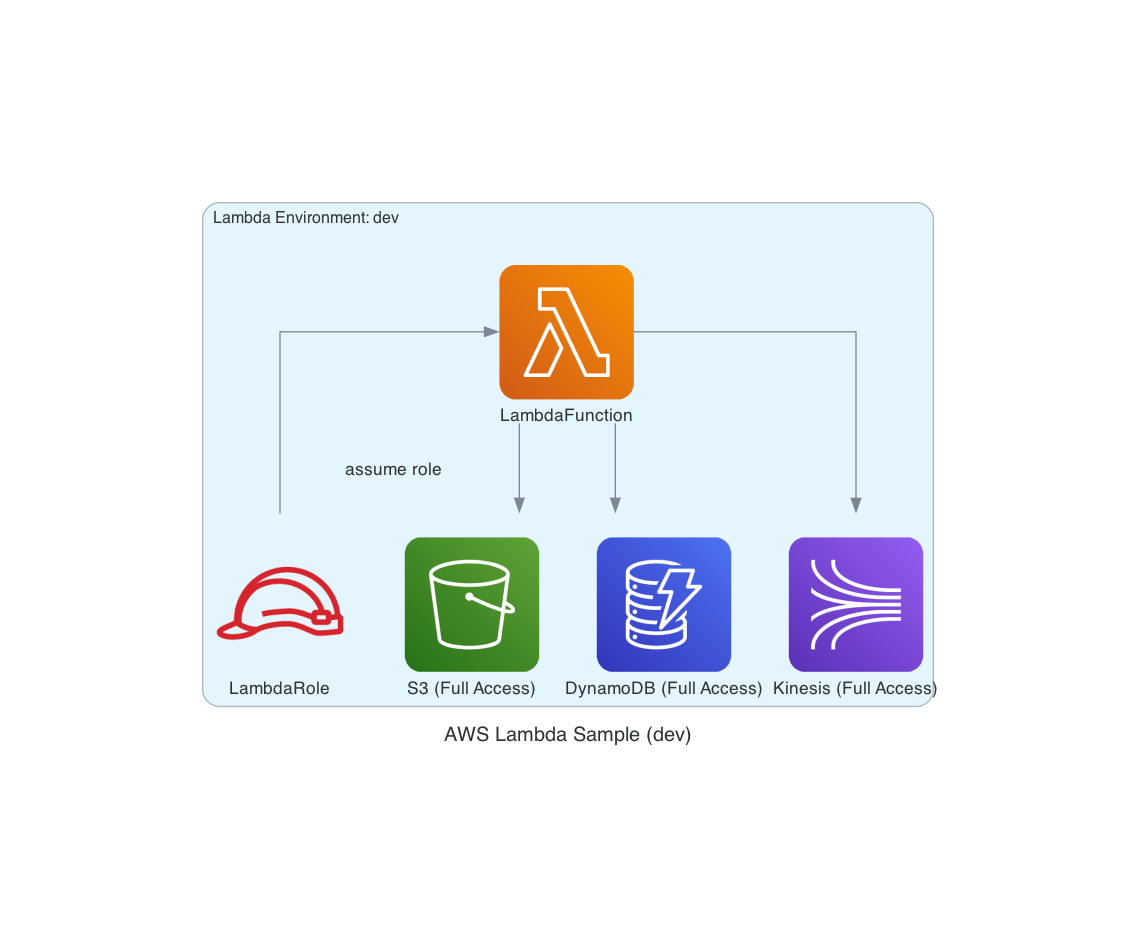 Lambda Environment: dev
LambdaFunction
assume role
LambdaRole
S3 (Full Access)
DynamoDB (Full Access)
Kinesis (Full Access)
AWS Lambda Sample (dev)